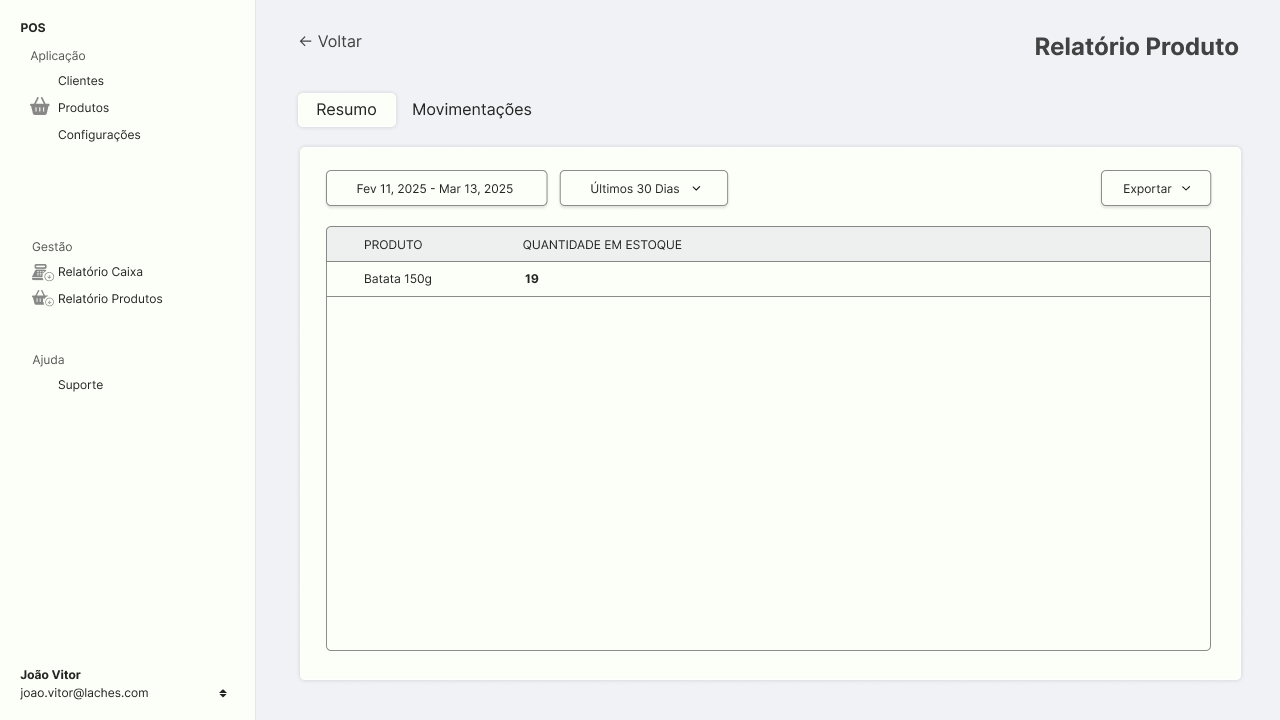 POS
Aplicação
Clientes
Produtos
Configurações
Gestão
Relatório Caixa
Relatório Produtos
Ajuda
Suporte
João Vitor
joao.vitor@laches.com
← Voltar
Relatório Produto
Resumo Movimentações
Fev 11, 2025 - Mar 13, 2025 Últimos 30 Dias Exportar
PRODUTO QUANTIDADE EM ESTOQUE
Batata 150g 19